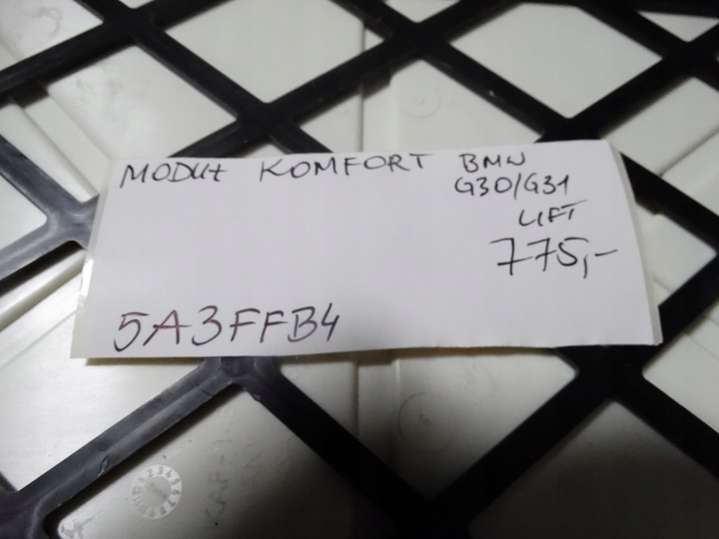 MODUŁ KOMFORT BMW
G30/G31
LIFT
775,-
5A3FFB4